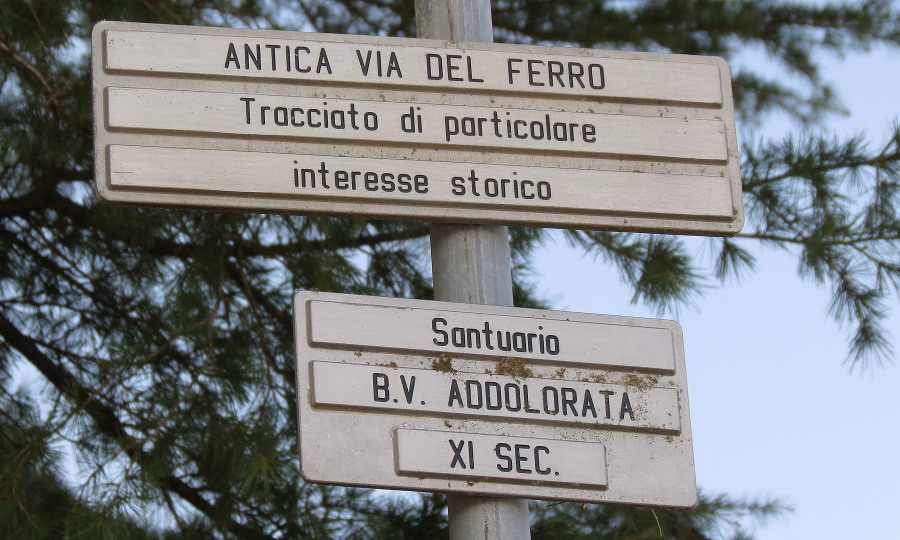 ANTICA VIA DEL FERRO
Tracciato di particolare
interesse storico
Santuario
B.V. ADDOLORATA
XI SEC.